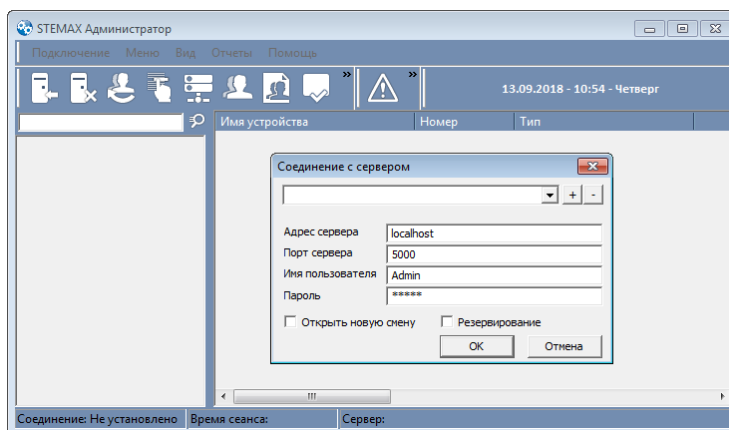 STEMAX Администратор
Подключение Меню Вид Отчеты Помощь
» »
13.09.2018 - 10:54 - Четверг
Имя устройства Номер Тип
Соединение с сервером
+ -
Адрес сервера localhost
Порт сервера 5000
Имя пользователя Admin
Пароль *****
Открыть новую смену Резервирование
OK Отмена
Соединение: Не установлено Время сеанса: Сервер: